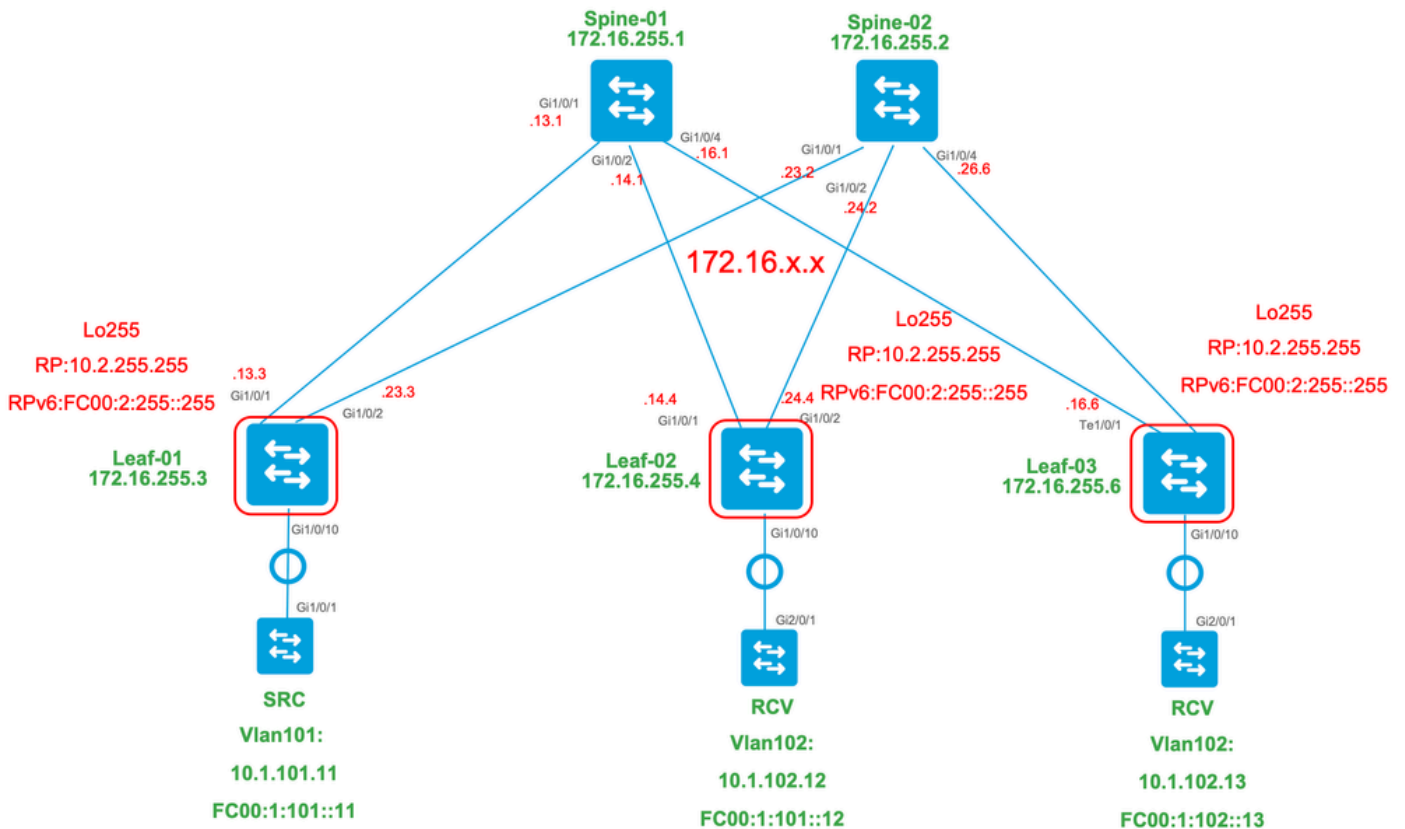 Spine-01
172.16.255.1
Spine-02
172.16.255.2
Gi1/0/1
.13.1
Gi1/0/2
.14.1
Gi1/0/4
.16.1
Gi1/0/1
.23.2
Gi1/0/2
.24.2
Gi1/0/4
.26.6
172.16.x.x
Lo255
RP:10.2.255.255
RPv6:FC00:2:255::255
.13.3
Gi1/0/1
.23.3
Gi1/0/2
Leaf-01
172.16.255.3
Lo255
RP:10.2.255.255
RPv6:FC00:2:255::255
.14.4
Gi1/0/1
.24.4
Gi1/0/2
Leaf-02
172.16.255.4
Lo255
RP:10.2.255.255
RPv6:FC00:2:255::255
.16.6
Te1/0/1
Leaf-03
172.16.255.6
Gi1/0/10
Gi1/0/1
SRC
Vlan101:
10.1.101.11
FC00:1:101::11
Gi1/0/10
Gi2/0/1
RCV
Vlan102:
10.1.102.12
FC00:1:101::12
Gi1/0/10
Gi2/0/1
RCV
Vlan102:
10.1.102.13
FC00:1:102::13